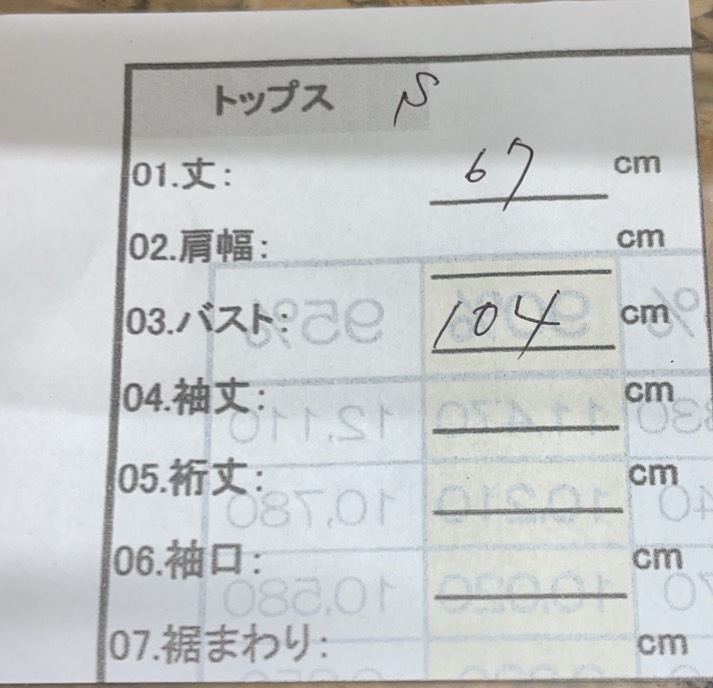 トップス S
01.丈: 67 cm
02.肩幅: cm
03.バスト: 104 cm
04.袖丈: cm
05.裄丈: cm
06.袖口: cm
07.裾まわり: cm